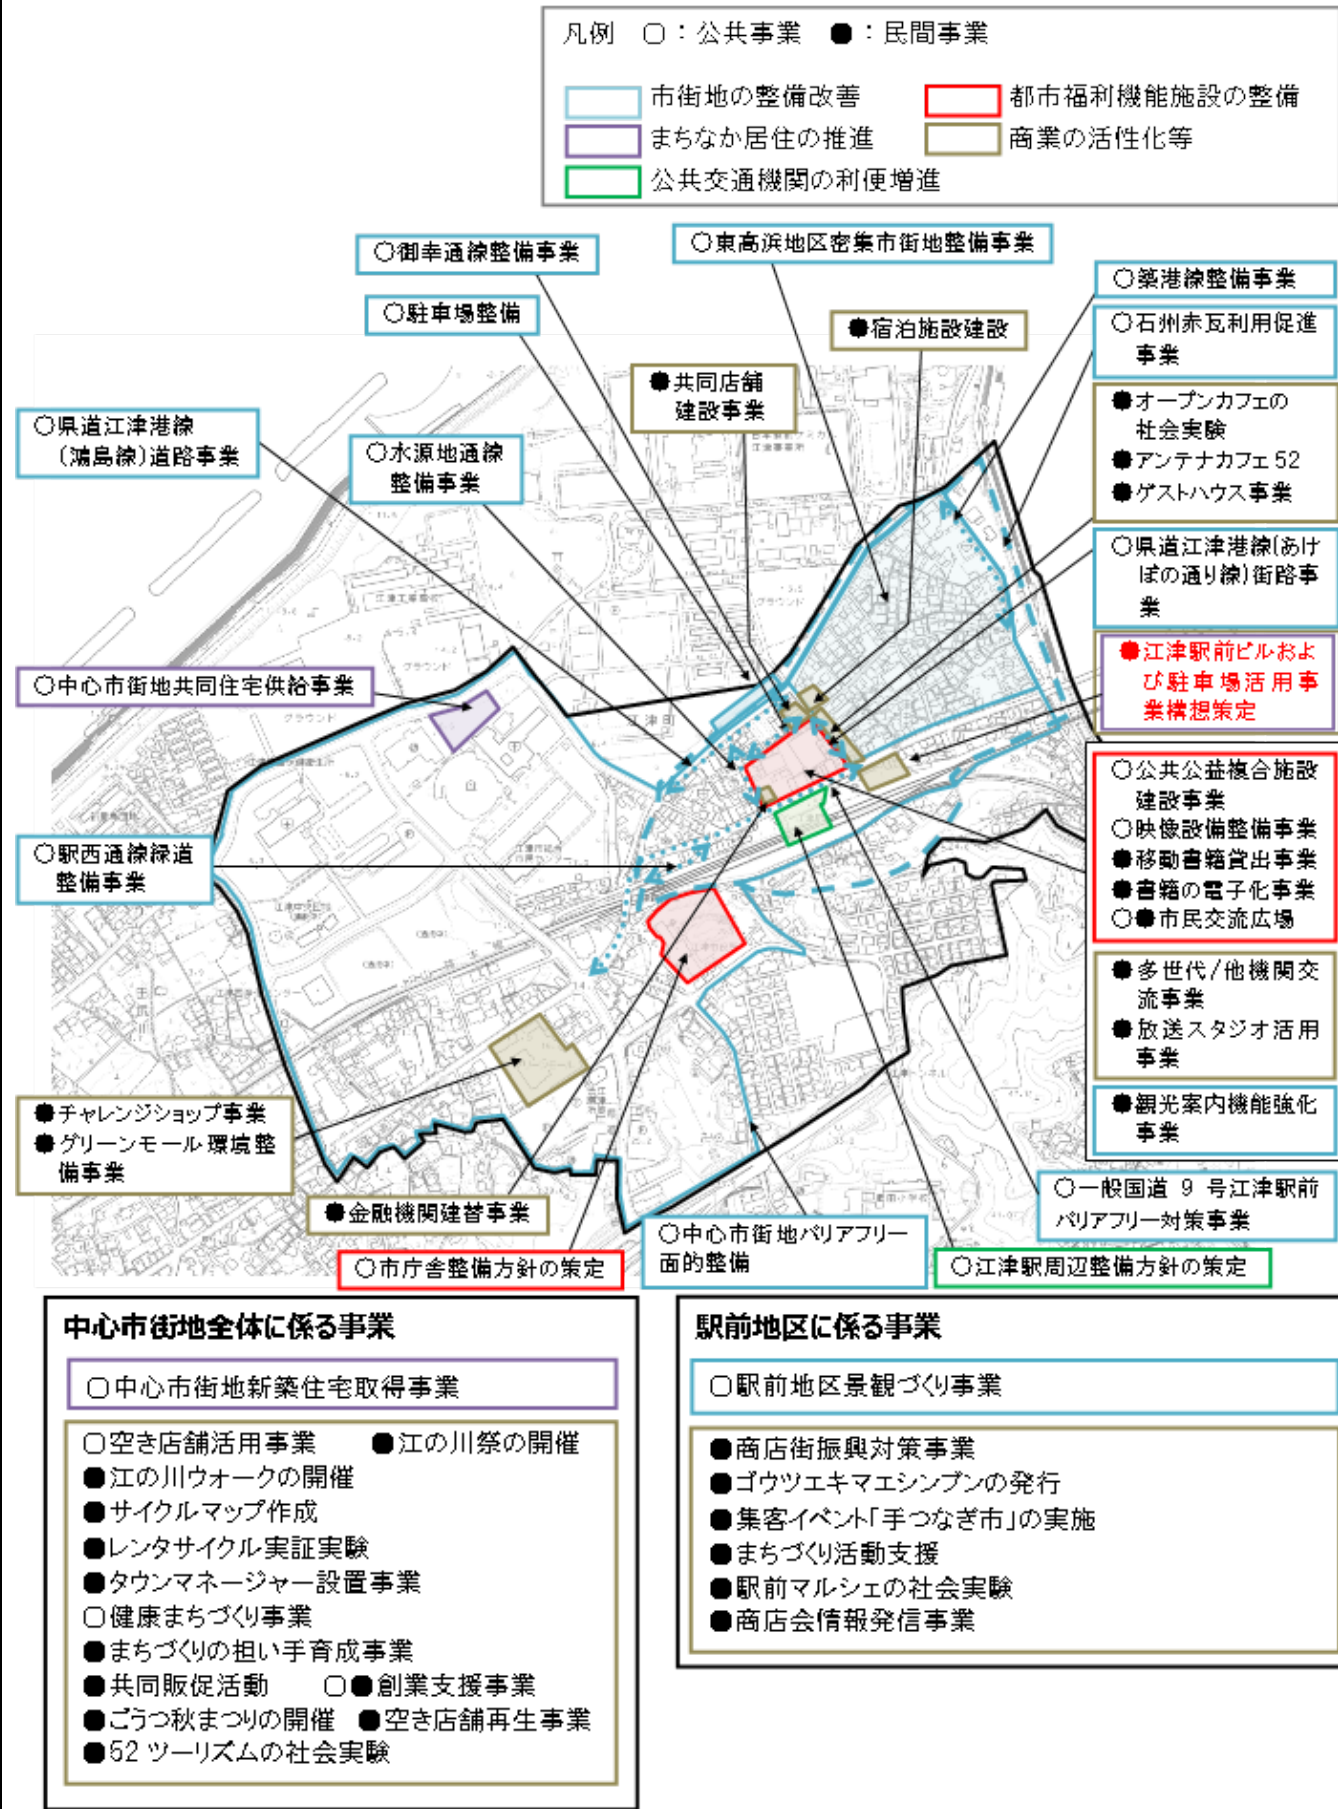 凡例 ○：公共事業 ●：民間事業
市街地の整備改善
都市福利機能施設の整備
まちなか居住の推進
商業の活性化等
公共交通機関の利便増進
○御幸通線整備事業
○東高浜地区密集市街地整備事業
○築港線整備事業
○駐車場整備
●宿泊施設建設
○石州赤瓦利用促進
事業
●共同店舗
建設事業
●オープンカフェの
社会実験
●アンテナカフェ52
●ゲストハウス事業
○県道江津港線
（鴻島線）道路事業
○水源地通線
整備事業
○県道江津港線(あけ
ぼの通り線)街路事
業
●江津駅前ビルおよ
び駐車場活用事
業構想策定
○中心市街地共同住宅供給事業
○公共公益複合施設
建設事業
○映像設備整備事業
●移動書籍貸出事業
●書籍の電子化事業
○●市民交流広場
○駅西通線緑道
整備事業
●多世代/他機関交
流事業
●放送スタジオ活用
事業
●観光案内機能強化
事業
●チャレンジショップ事業
●グリーンモール環境整
備事業
●金融機関建替事業
○一般国道 9 号江津駅前
バリアフリー対策事業
○中心市街地バリアフリー
面的整備
○市庁舎整備方針の策定
○江津駅周辺整備方針の策定
江津町
グラウンド
グラウンド
グラウンド
中心市街地全体に係る事業
○中心市街地新築住宅取得事業
○空き店舗活用事業 ●江の川祭の開催
●江の川ウォークの開催
●サイクルマップ作成
●レンタサイクル実証実験
●タウンマネージャー設置事業
○健康まちづくり事業
●まちづくりの担い手育成事業
●共同販促活動 ○●創業支援事業
●ごうつ秋まつりの開催 ●空き店舗再生事業
●52 ツーリズムの社会実験
駅前地区に係る事業
○駅前地区景観づくり事業
●商店街振興対策事業
●ゴウツエキマエシンブンの発行
●集客イベント「手つなぎ市」の実施
●まちづくり活動支援
●駅前マルシェの社会実験
●商店会情報発信事業